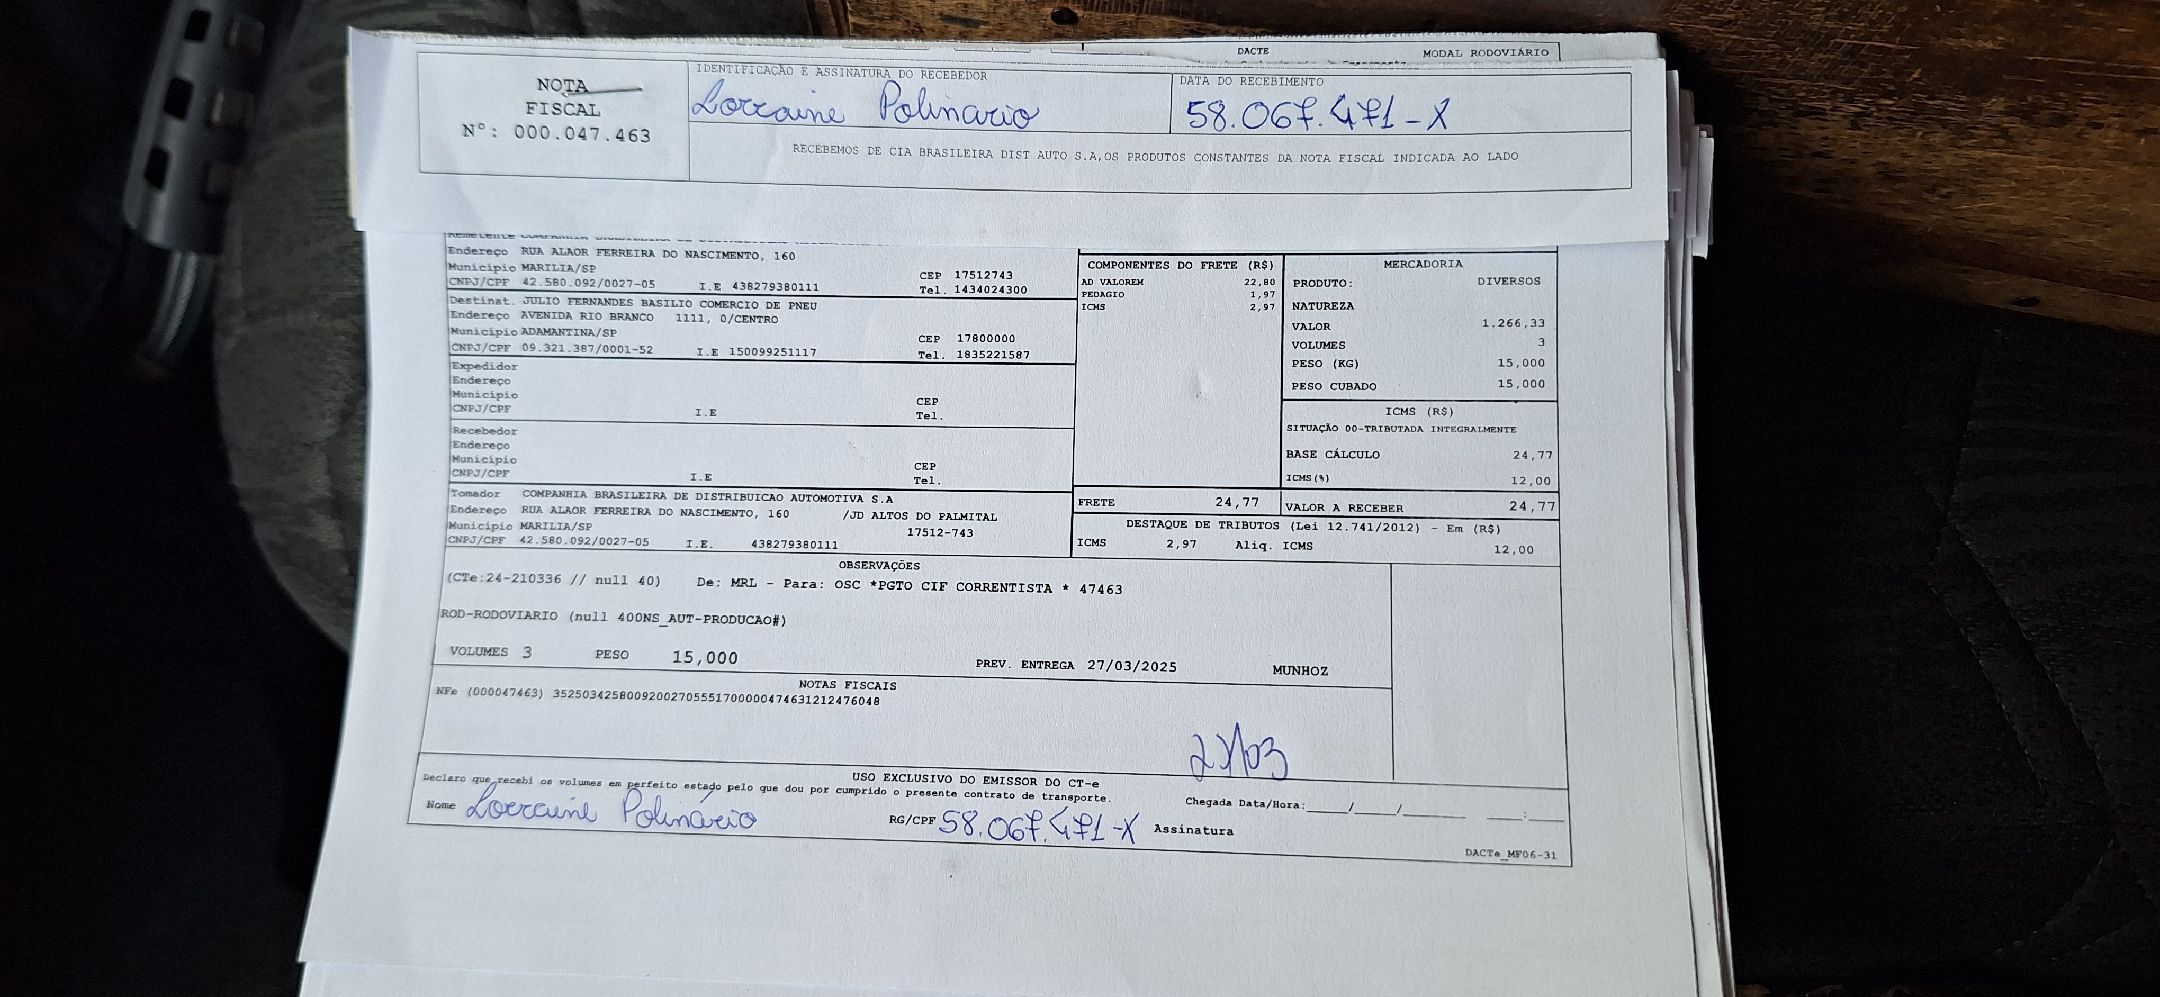 DACTE
MODAL RODOVIÁRIO
NOTA
FISCAL
Nº: 000.047.463
IDENTIFICAÇÃO E ASSINATURA DO RECEBEDOR
Lorraine Polinario
DATA DO RECEBIMENTO
58.067.471-X
RECEBEMOS DE CIA BRASILEIRA DIST AUTO S.A,OS PRODUTOS CONSTANTES DA NOTA FISCAL INDICADA AO LADO
Endereço RUA ALAOR FERREIRA DO NASCIMENTO, 160
Município MARILIA/SP CEP 17512743
CNPJ/CPF 42.580.092/0027-05 I.E 438279380111 Tel. 1434024300
Destinat. JULIO FERNANDES BASILIO COMERCIO DE PNEU
Endereço AVENIDA RIO BRANCO 1111, 0/CENTRO
Município ADAMANTINA/SP CEP 17800000
CNPJ/CPF 09.321.387/0001-52 I.E 150099251117 Tel. 1835221587
Expedidor
Endereço
Município CEP
CNPJ/CPF I.E Tel.
Recebedor
Endereço
Município CEP
CNPJ/CPF I.E Tel.
Tomador COMPANHIA BRASILEIRA DE DISTRIBUICAO AUTOMOTIVA S.A
Endereço RUA ALAOR FERREIRA DO NASCIMENTO, 160 /JD ALTOS DO PALMITAL
Município MARILIA/SP 17512-743
CNPJ/CPF 42.580.092/0027-05 I.E. 438279380111
COMPONENTES DO FRETE (R$)
AD VALOREM 22,80
PEDAGIO 1,97
ICMS 2,97
MERCADORIA
PRODUTO: DIVERSOS
NATUREZA
VALOR 1.266,33
VOLUMES 3
PESO (KG) 15,000
PESO CUBADO 15,000
ICMS (R$)
SITUAÇÃO 00-TRIBUTADA INTEGRALMENTE
BASE CÁLCULO 24,77
ICMS(%) 12,00
FRETE 24,77 VALOR A RECEBER 24,77
DESTAQUE DE TRIBUTOS (Lei 12.741/2012) - Em (R$)
ICMS 2,97 Aliq. ICMS 12,00
OBSERVAÇÕES
(CTe:24-210336 // null 40) De: MRL - Para: OSC *PGTO CIF CORRENTISTA * 47463
ROD-RODOVIARIO (null 400NS_AUT-PRODUCAO#)
VOLUMES 3 PESO 15,000 PREV. ENTREGA 27/03/2025 MUNHOZ
NOTAS FISCAIS
NFe (000047463) 35250342580092002705551700000474631212476048
27/03
USO EXCLUSIVO DO EMISSOR DO CT-e
Declaro que recebi os volumes em perfeito estado pelo que dou por cumprido o presente contrato de transporte.
Chegada Data/Hora:____/____/______ ____:____
Nome Lorraine Polinário RG/CPF 58.067.471-X Assinatura
DACTe_MF06-31